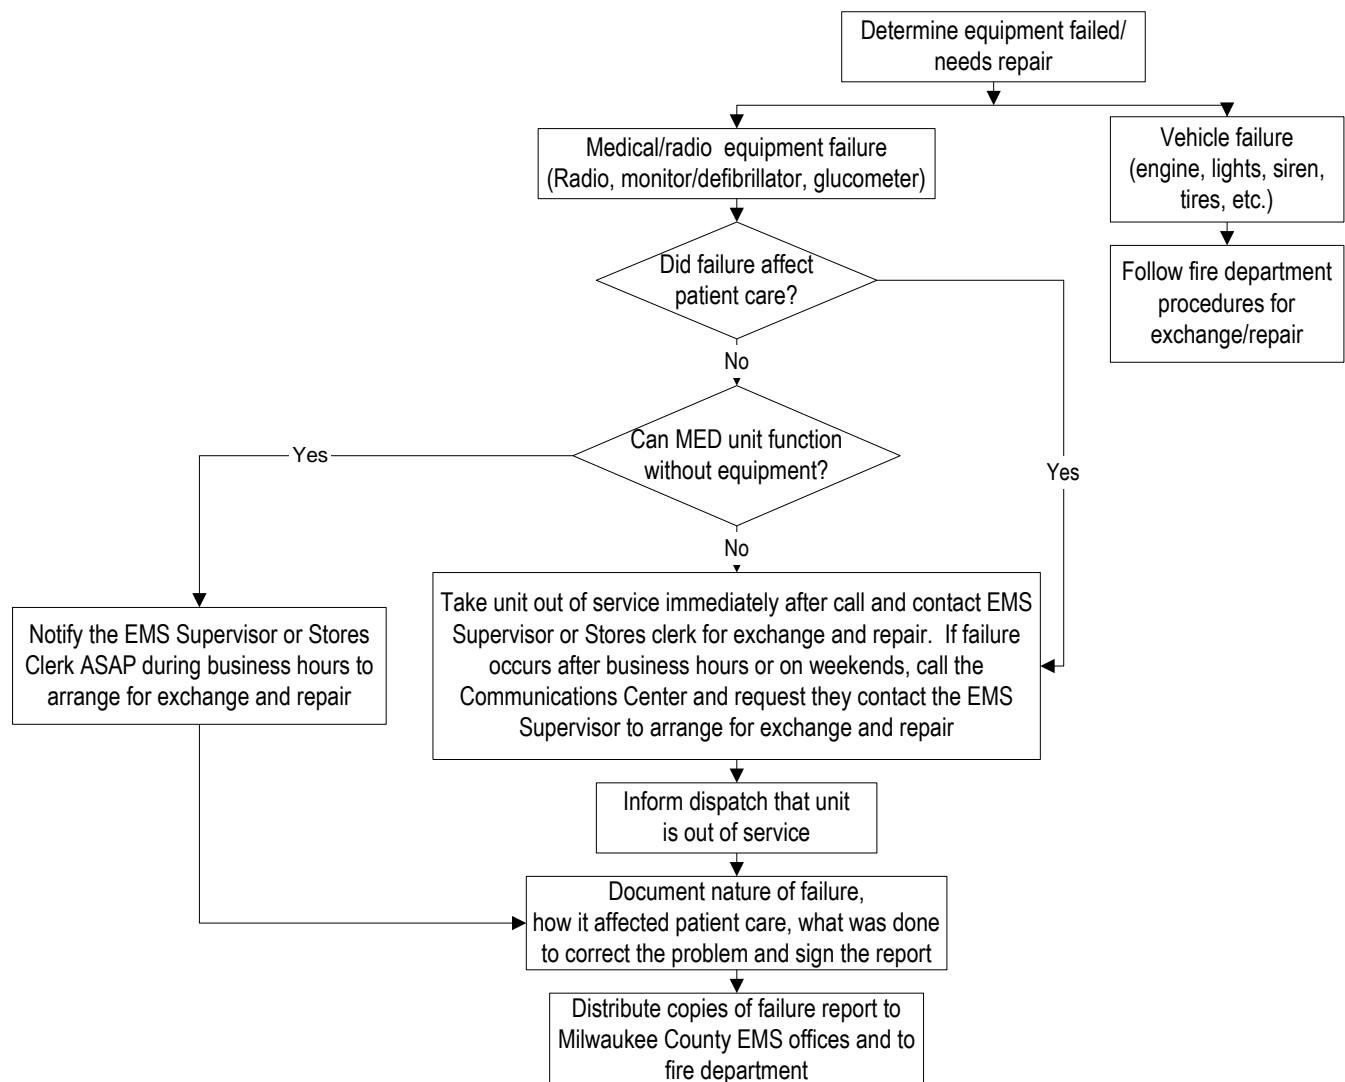 Determine equipment failed/
needs repair
Medical/radio  equipment failure
(Radio, monitor/defibrillator, glucometer)
Vehicle failure
(engine, lights, siren,
tires, etc.)
Did failure affect
patient care?
Follow fire department
procedures for
exchange/repair
No
Can MED unit function
without equipment?
Yes
Yes
No
Take unit out of service immediately after call and contact EMS
Supervisor or Stores clerk for exchange and repair.  If failure
occurs after business hours or on weekends, call the
Communications Center and request they contact the EMS
Supervisor to arrange for exchange and repair
Notify the EMS Supervisor or Stores
Clerk ASAP during business hours to
arrange for exchange and repair
Inform dispatch that unit
is out of service
Document nature of failure,
how it affected patient care, what was done
to correct the problem and sign the report
Distribute copies of failure report to
Milwaukee County EMS offices and to
fire department